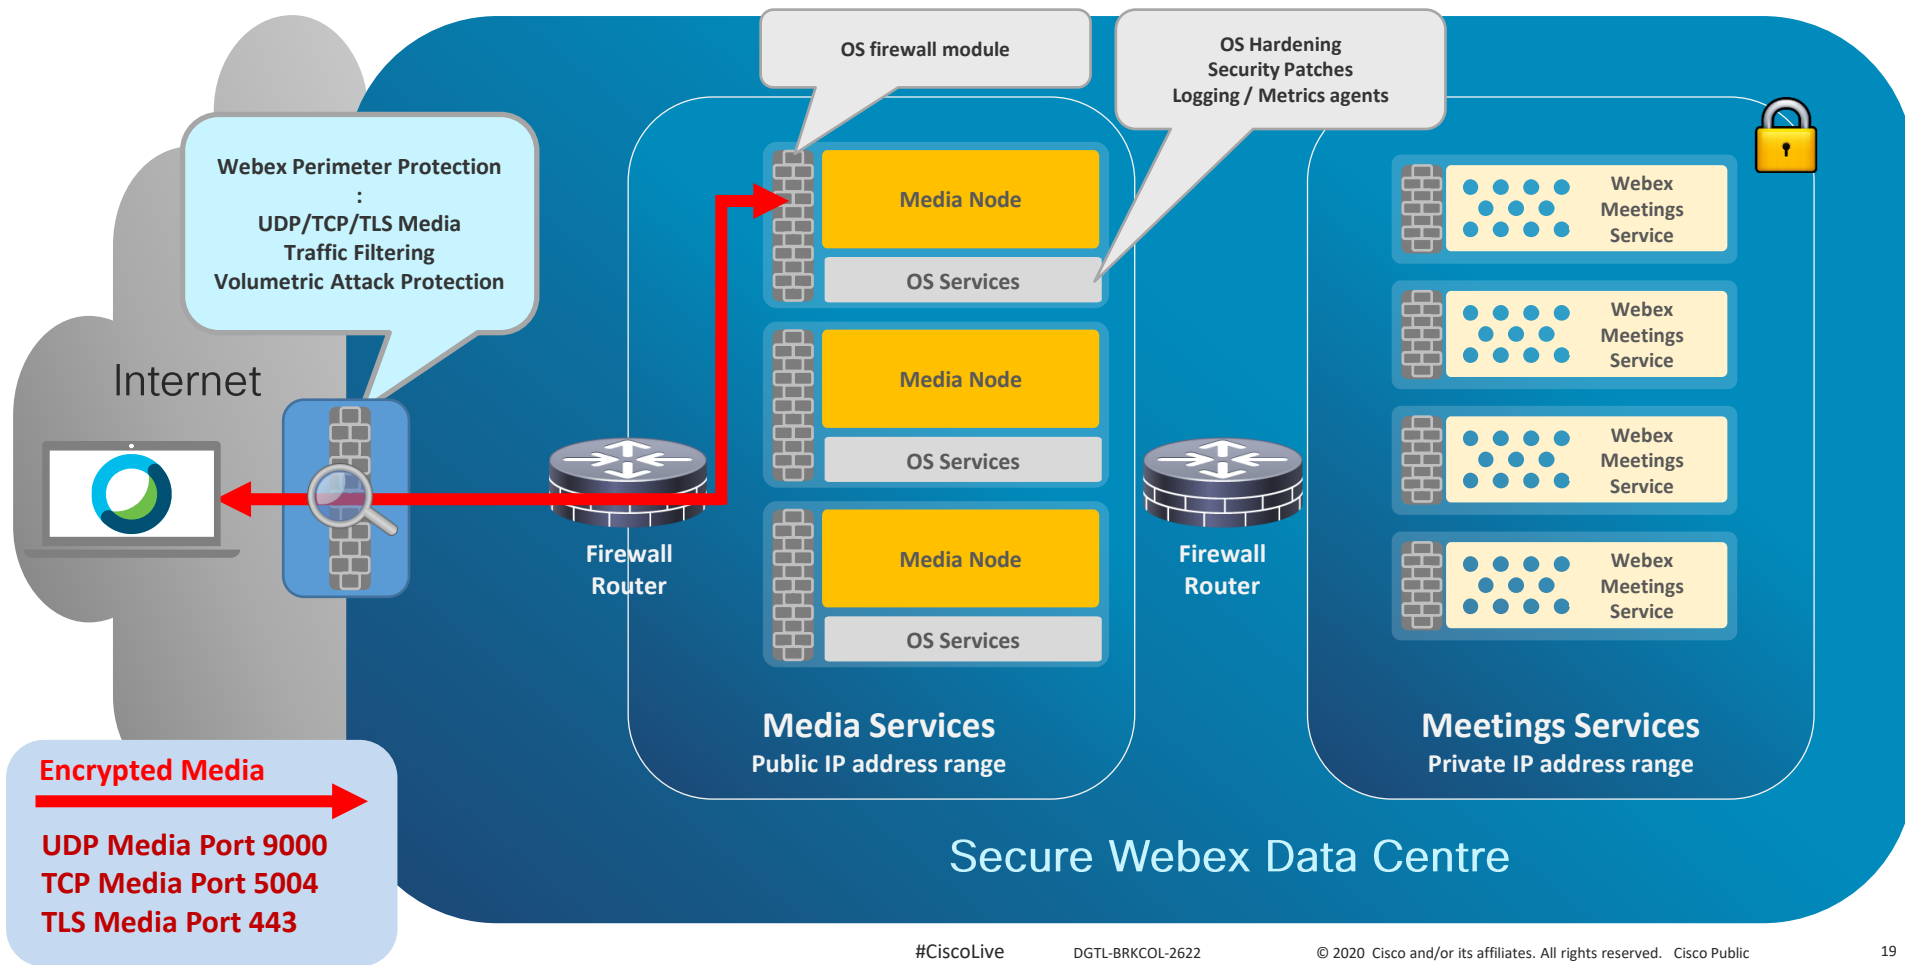 OS firewall module
OS Hardening
Security Patches
Logging / Metrics agents
Webex Perimeter Protection
:
UDP/TCP/TLS Media
Traffic Filtering
Volumetric Attack Protection
Internet
Media Node
OS Services
Media Node
OS Services
Media Node
OS Services
Firewall
Router
Firewall
Router
Webex
Meetings
Service
Webex
Meetings
Service
Webex
Meetings
Service
Webex
Meetings
Service
Media Services
Public IP address range
Meetings Services
Private IP address range
Encrypted Media
UDP Media Port 9000
TCP Media Port 5004
TLS Media Port 443
Secure Webex Data Centre
#CiscoLive DGTL-BRKCOL-2622 © 2020 Cisco and/or its affiliates. All rights reserved. Cisco Public 19